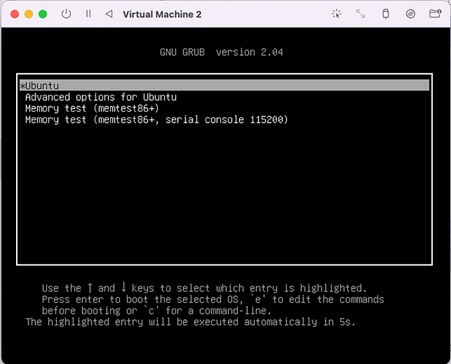 Virtual Machine 2
GNU GRUB version 2.04
*Ubuntu
Advanced options for Ubuntu
Memory test (memtest86+)
Memory test (memtest86+, serial console 115200)
Use the ↑ and ↓ keys to select which entry is highlighted.
Press enter to boot the selected OS, `e' to edit the commands
before booting or `c' for a command-line.
The highlighted entry will be executed automatically in 5s.